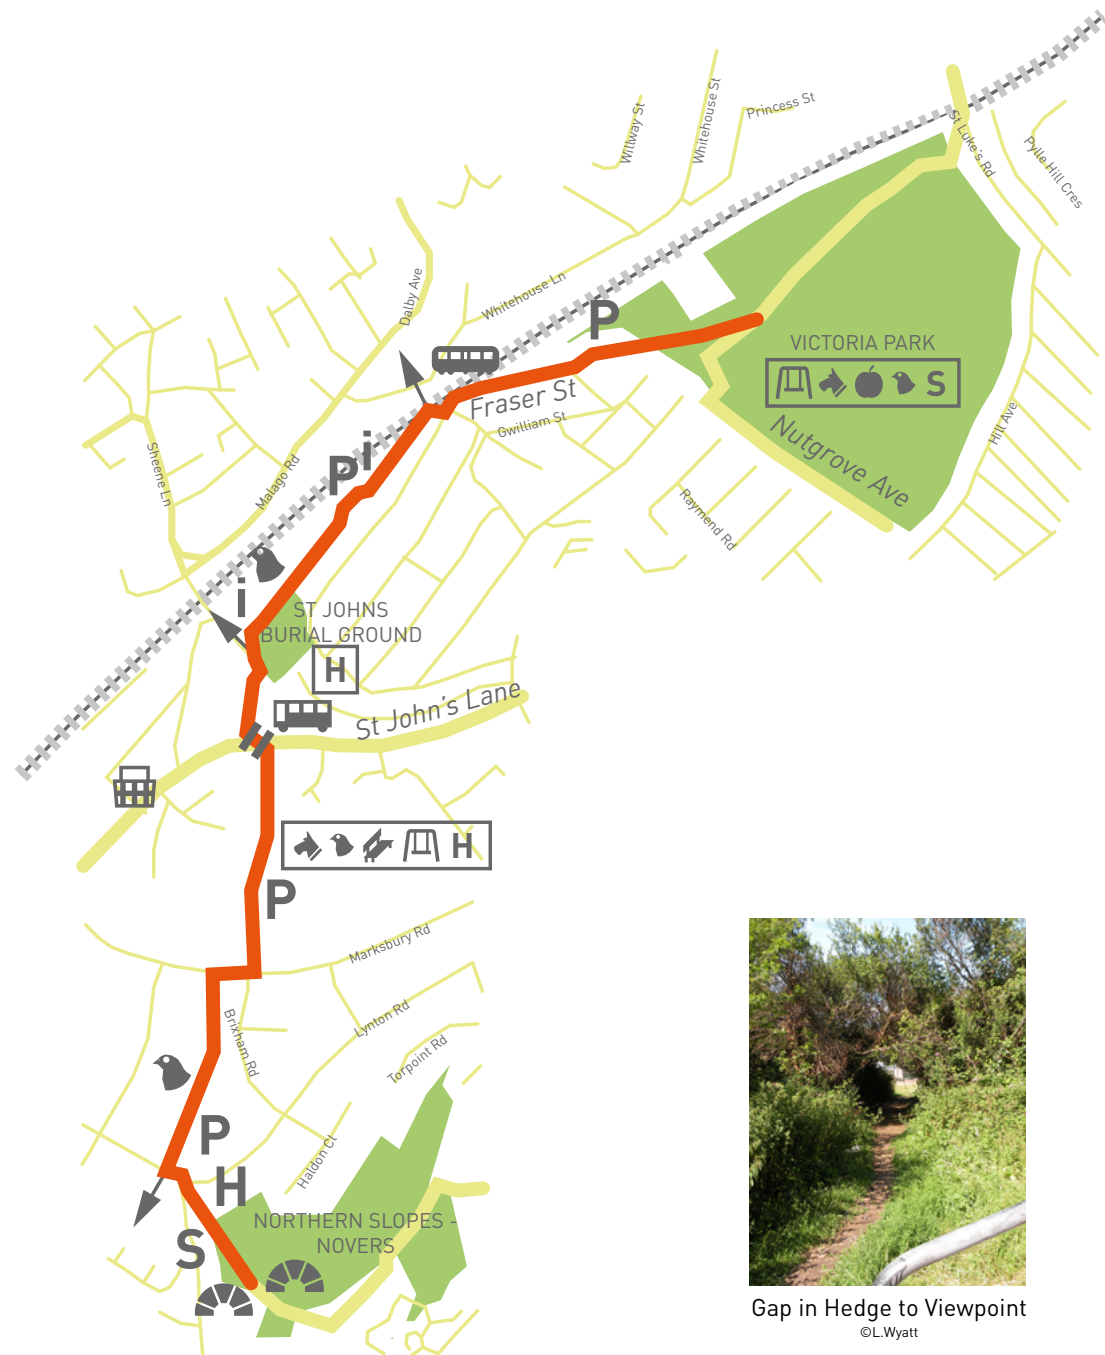 Princess St
Willway St
Whitehouse St
St Luke's Rd
Pylle Hill Cres
Dalby Ave
Whitehouse Ln
P
VICTORIA PARK
S
Fraser St
Gwilliam St
Hill Ave
Nutgrove Ave
Sheene Ln
Malago Rd
P
i
Raymend Rd
i
ST JOHNS
BURIAL GROUND
H
St John's Lane
H
P
Marksbury Rd
Lynton Rd
Brixham Rd
Torpoint Rd
P
Haldon Cl
H
S
NORTHERN SLOPES -
NOVERS
Gap in Hedge to Viewpoint
©L.Wyatt